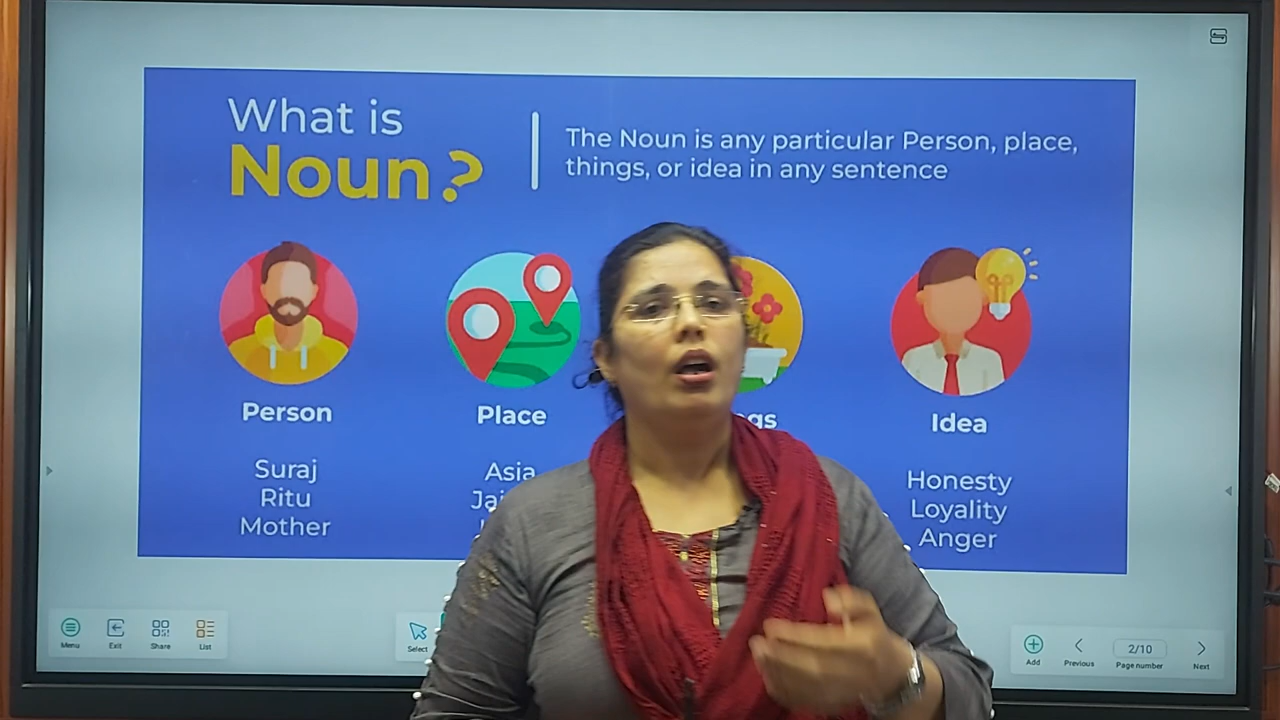 What is
Noun?
The Noun is any particular Person, place,
things, or idea in any sentence
Person
Place
Idea
Suraj
Ritu
Mother
Asia
Honesty
Loyality
Anger
Menu
Exit
Share
List
Select
Add
Previous
2/10
Page number
Next